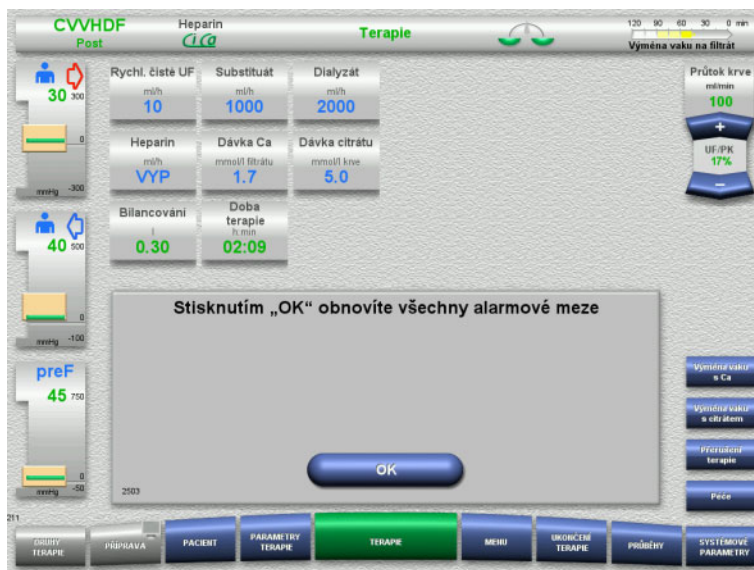 CVVHDF
Post
Heparin
Ci Ca
Terapie
120 90 60 30 0 min
Výměna vaku na filtrát
30 300
0
mmHg -300
40 500
0
mmHg -100
preF
45 750
0
mmHg -50
Rychl. čisté UF
ml/h
10
Substituát
ml/h
1000
Dialyzát
ml/h
2000
Heparin
ml/h
VYP
Dávka Ca
mmol/l filtrátu
1.7
Dávka citrátu
mmol/l krve
5.0
Bilancování
l
0.30
Doba
terapie
h:min
02:09
Průtok krve
ml/min
100
+
UF/PK
17%
−
Stisknutím „OK“ obnovíte všechny alarmové meze
OK
2503
Výměna vaku
s Ca
Výměna vaku
s citrátem
Přerušení
terapie
Péče
211
DRUHY
TERAPIE
PŘÍPRAVA
PACIENT
PARAMETRY
TERAPIE
TERAPIE
MENU
UKONČENÍ
TERAPIE
PRŮBĚHY
SYSTÉMOVÉ
PARAMETRY